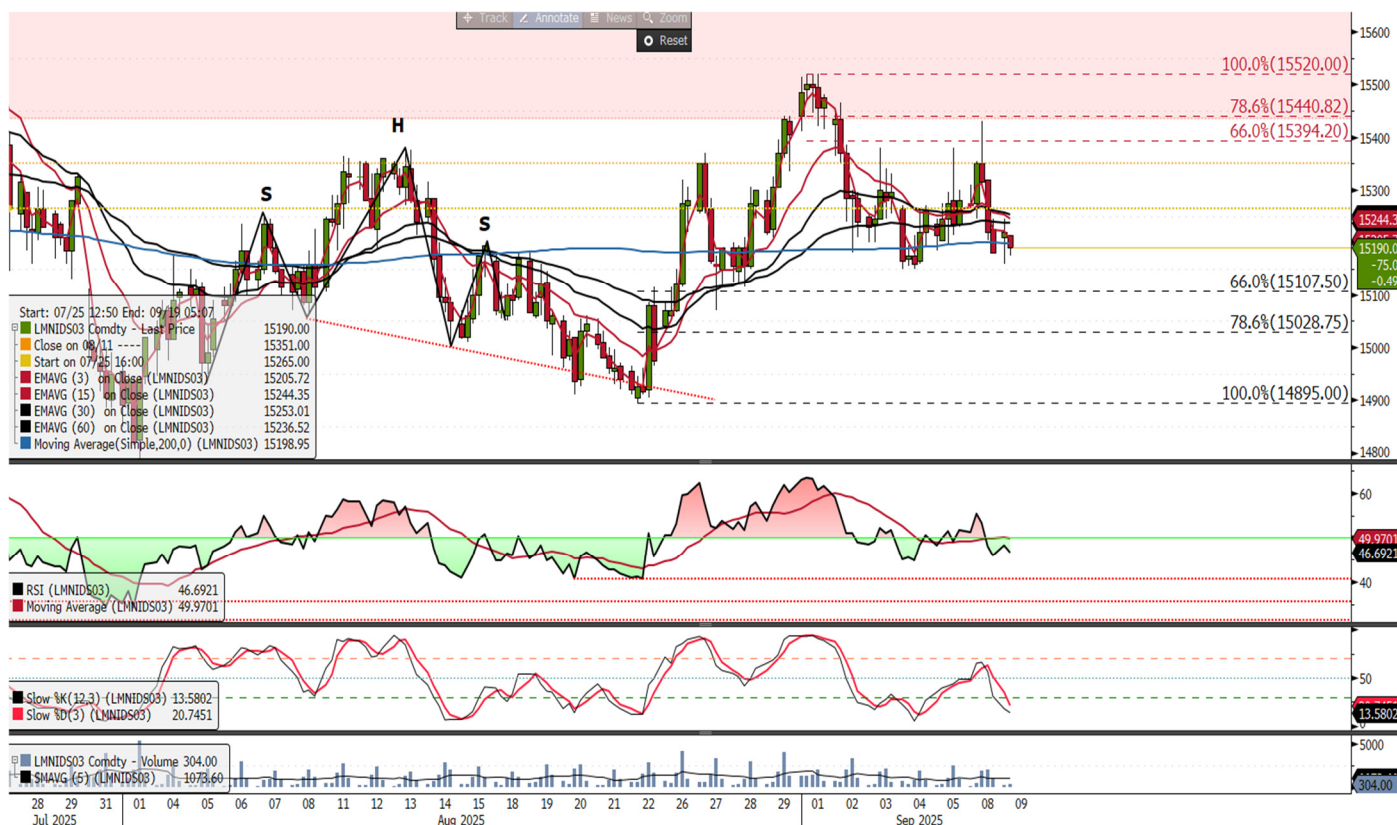 Track Annotate News Zoom
Reset
15600
100.0%(15520.00)
15500
78.6%(15440.82)
66.0%(15394.20)
15400
H
15300
S
S
15244.3
15190.0
-75.0
-0.49
66.0%(15107.50)
15100
78.6%(15028.75)
15000
100.0%(14895.00)
14900
14800
Start: 07/25 12:50 End: 09/19 05:07
LMNIDS03 Comdty - Last Price 15190.00
Close on 08/11 ---- 15351.00
Start on 07/25 16:00 15265.00
EMAVG (3) on Close (LMNIDS03) 15205.72
EMAVG (15) on Close (LMNIDS03) 15244.35
EMAVG (30) on Close (LMNIDS03) 15253.01
EMAVG (60) on Close (LMNIDS03) 15236.52
Moving Average(Simple,200,0) (LMNIDS03) 15198.95
60
49.9701
46.6921
40
RSI (LMNIDS03) 46.6921
Moving Average (LMNIDS03) 49.9701
50
13.5802
0
Slow %K(12,3) (LMNIDS03) 13.5802
Slow %D(3) (LMNIDS03) 20.7451
5000
304.00
LMNIDS03 Comdty - Volume 304.00
SMAVG (5) (LMNIDS03) 1073.60
28 29 31 01 04 05 06 07 08 11 12 13 14 15 18 19 20 21 22 26 27 28 29 01 02 03 04 05 08 09
Jul 2025 Aug 2025 Sep 2025